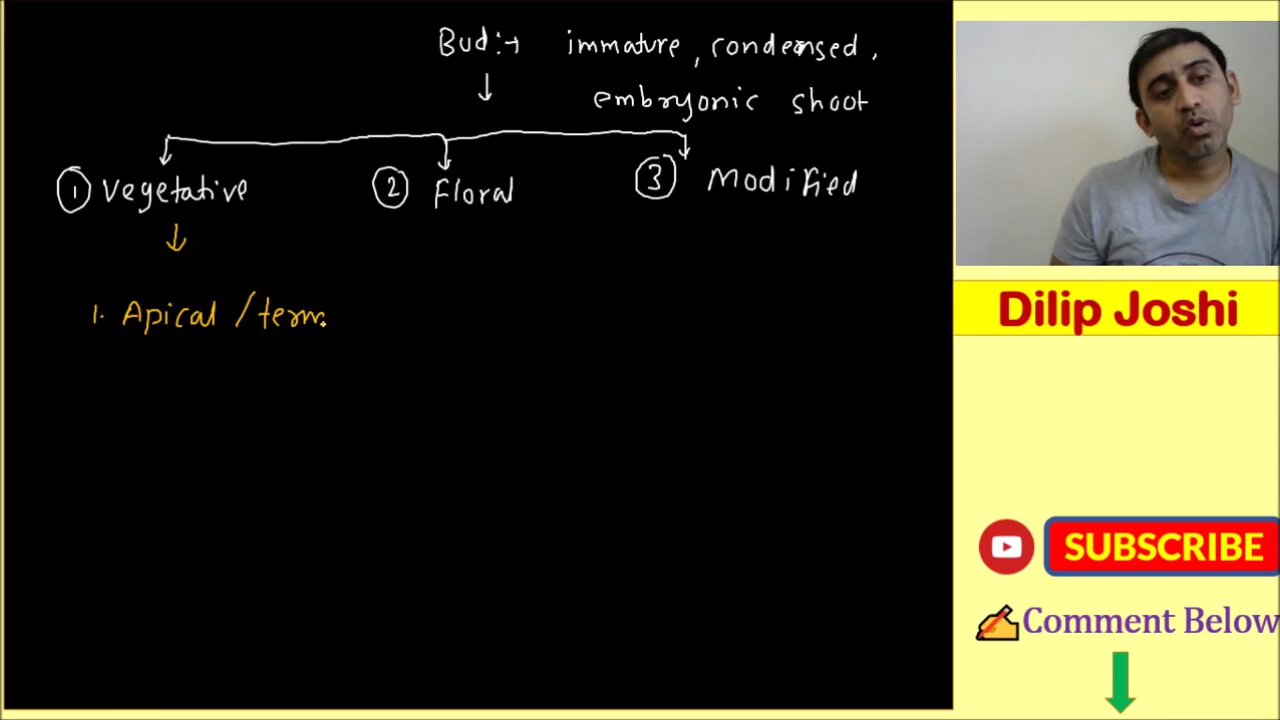 Bud :→ immature, condensed,
embryonic shoot
① Vegetative ② Floral ③ Modified
1. Apical / term
Dilip Joshi
SUBSCRIBE
Comment Below